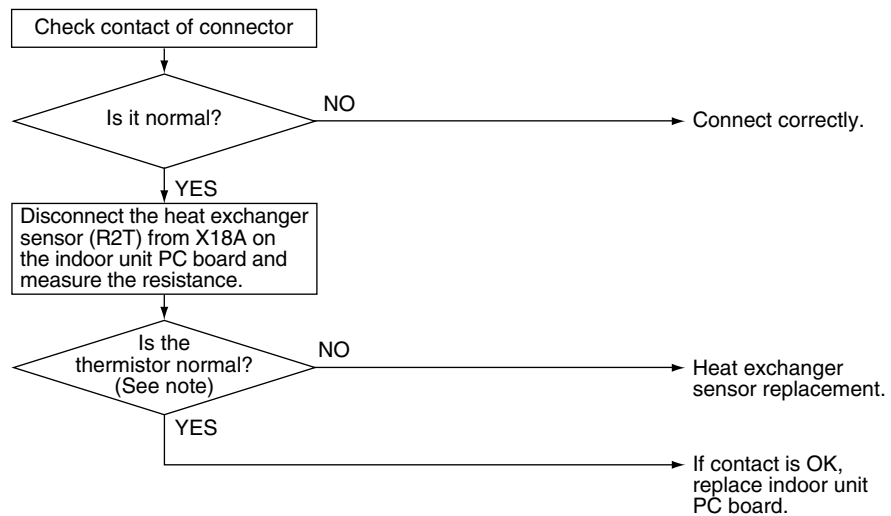 Check contact of connector
Is it normal?
NO
Connect correctly.
YES
Disconnect the heat exchanger
sensor (R2T) from X18A on
the indoor unit PC board and
measure the resistance.
Is the
thermistor normal?
(See note)
NO
Heat exchanger
sensor replacement.
YES
If contact is OK,
replace indoor unit
PC board.